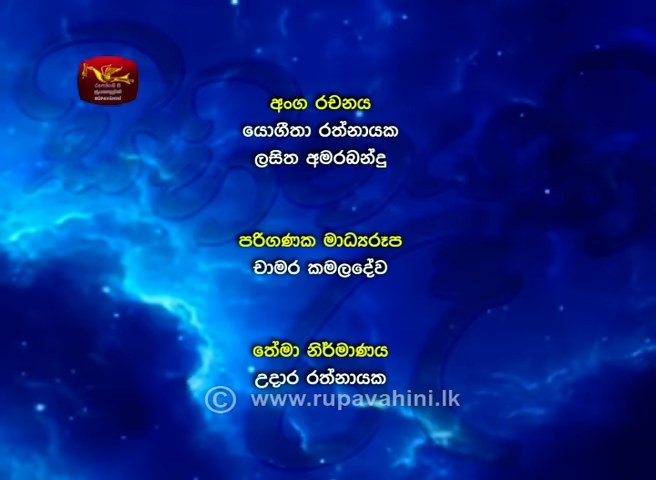 අංග රචනය
යොගීතා රත්නායක
ලසිත අමරබන්දු
පරිගණක මාධ්‍යරූප
චාමර කමලදේව
තේමා නිර්මාණය
උදාර රත්නායක
© www.rupavahini.lk